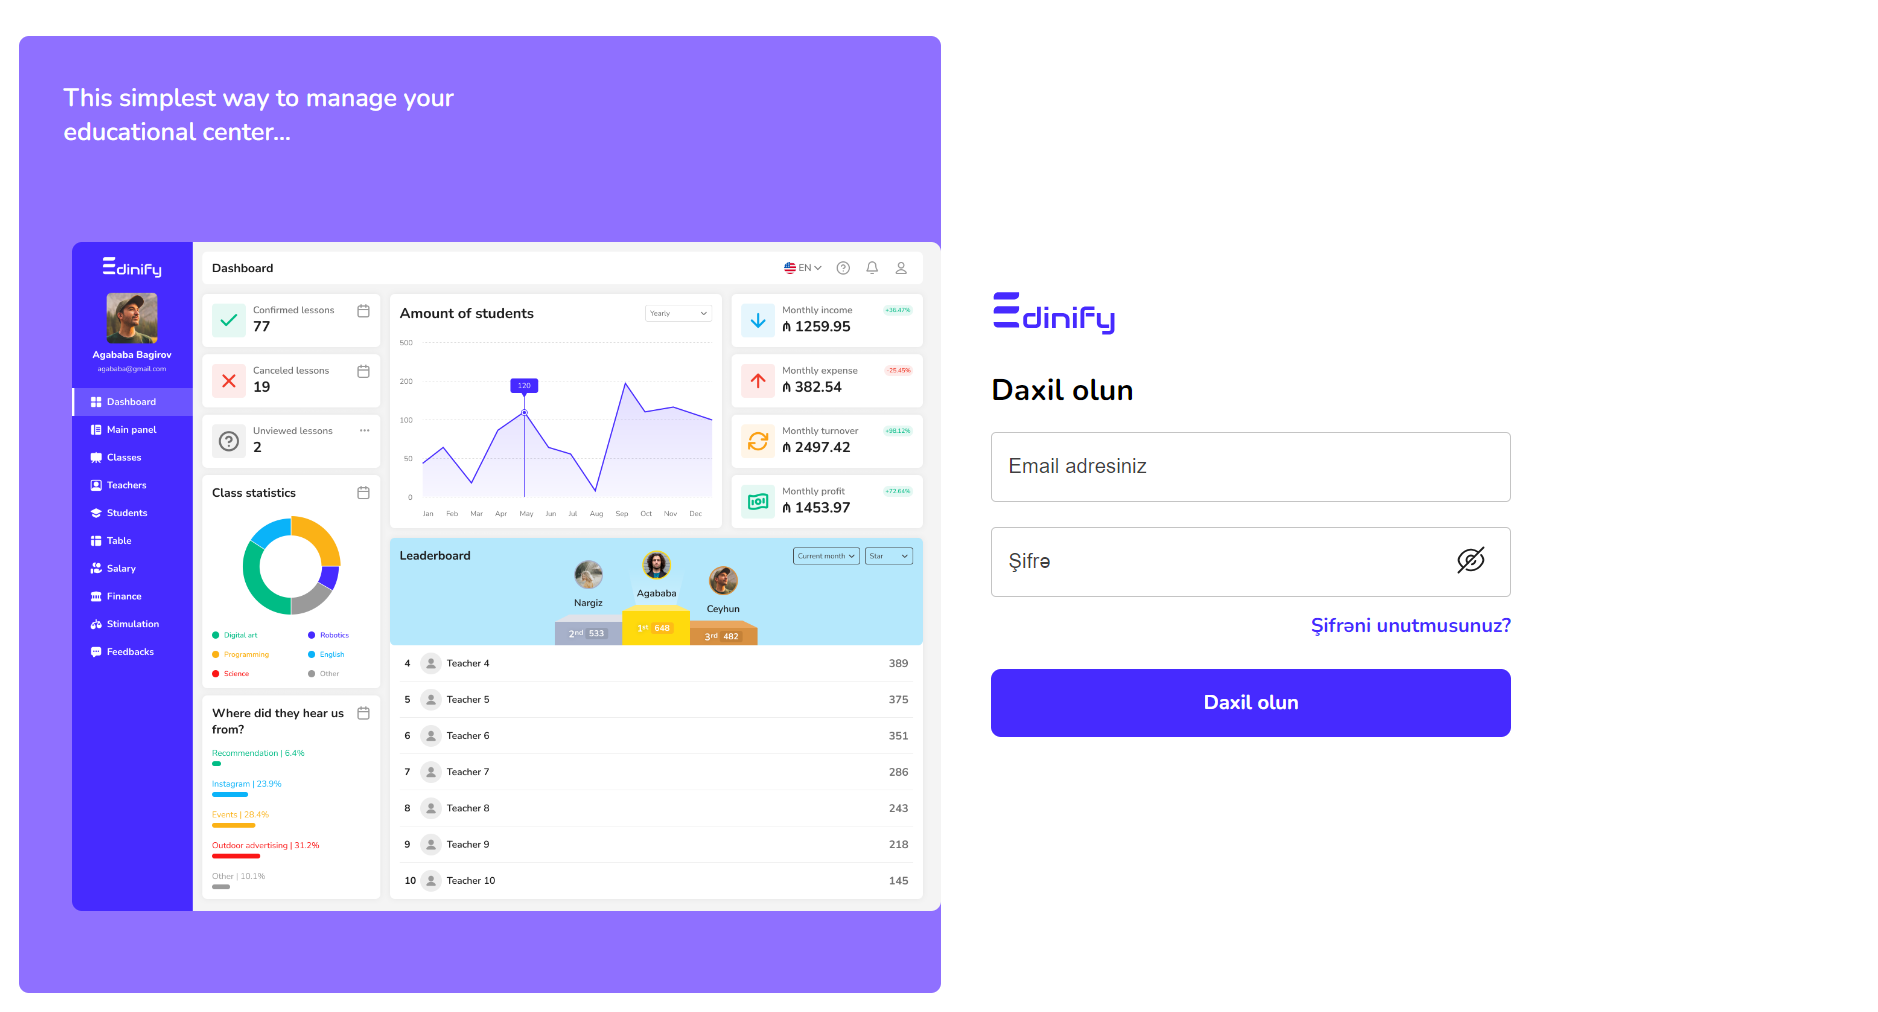 This simplest way to manage your
educational center...
Edinify
Agababa Bagirov
agababa@gmail.com
Dashboard
Main panel
Classes
Teachers
Students
Table
Salary
Finance
Stimulation
Feedbacks
Dashboard
EN
Confirmed lessons
77
Canceled lessons
19
Unviewed lessons
2
Class statistics
Digital art
Robotics
Programming
English
Science
Other
Where did they hear us
from?
Recommendation | 6.4%
Instagram | 23.9%
Events | 28.4%
Outdoor advertising | 31.2%
Other | 10.1%
Amount of students
Yearly
500
200
100
50
0
120
Jan Feb Mar Apr May Jun Jul Aug Sep Oct Nov Dec
Monthly income
₼ 1259.95
+36.47%
Monthly expense
₼ 382.54
-25.45%
Monthly turnover
₼ 2497.42
+98.12%
Monthly profit
₼ 1453.97
+72.64%
Leaderboard
Current month
Star
Nargiz
Agababa
Ceyhun
2nd 533
1st 648
3rd 482
4 Teacher 4 389
5 Teacher 5 375
6 Teacher 6 351
7 Teacher 7 286
8 Teacher 8 243
9 Teacher 9 218
10 Teacher 10 145
Edinify
Daxil olun
Email adresiniz
Şifrə
Şifrəni unutmusunuz?
Daxil olun